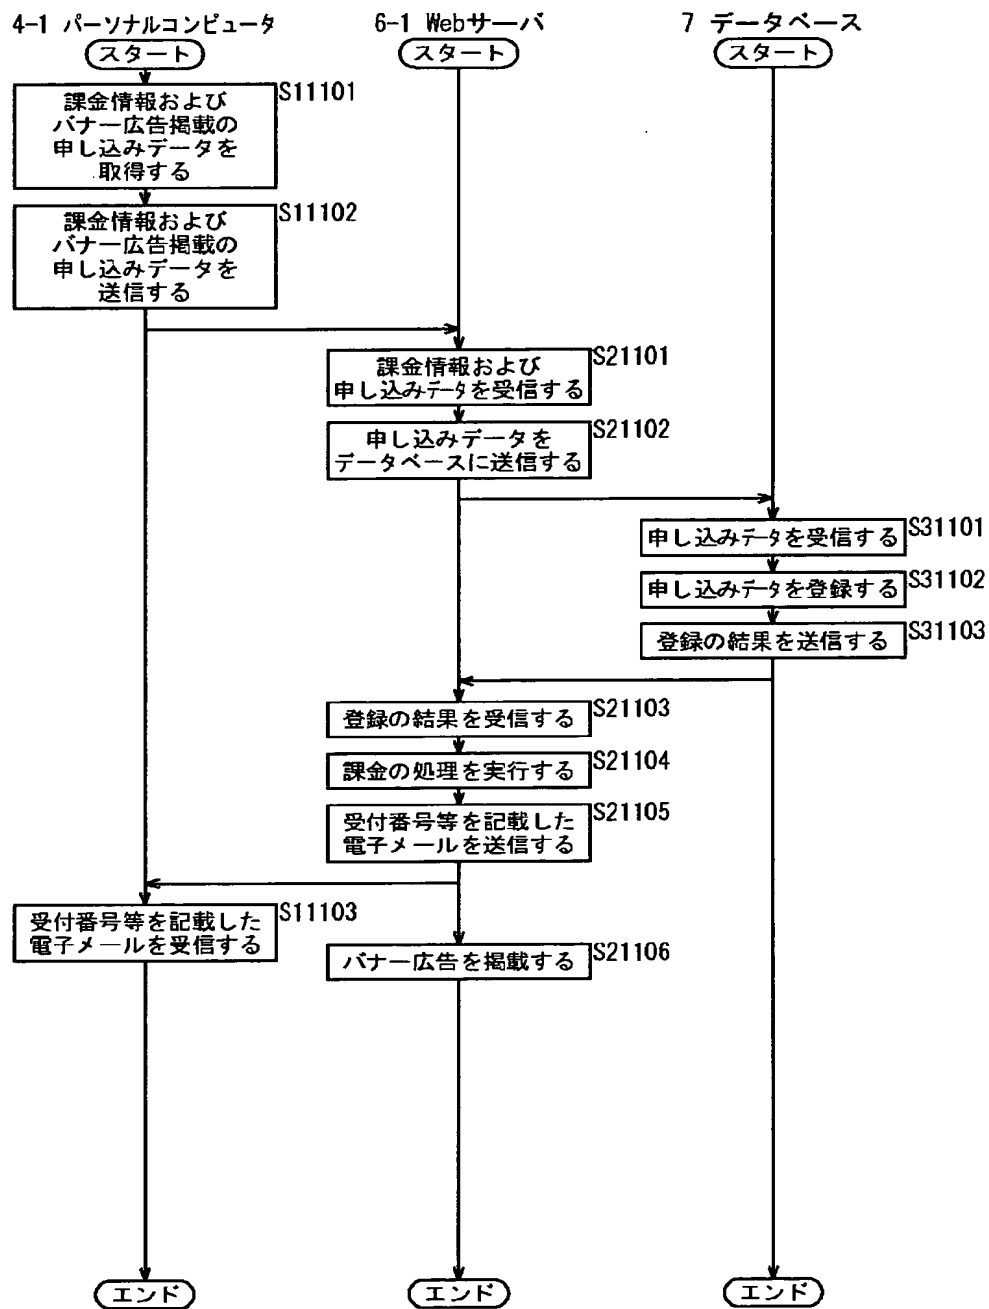 4-1 パーソナルコンピュータ
6-1 Webサーバ
7 データベース
スタート
スタート
スタート
課金情報および
バナー広告掲載の
申し込みデータを
取得する
S11101
課金情報および
バナー広告掲載の
申し込みデータを
送信する
S11102
課金情報および
申し込みデータを受信する
S21101
申し込みデータを
データベースに送信する
S21102
申し込みデータを受信する
S31101
申し込みデータを登録する
S31102
登録の結果を送信する
S31103
登録の結果を受信する
S21103
課金の処理を実行する
S21104
受付番号等を記載した
電子メールを送信する
S21105
受付番号等を記載した
電子メールを受信する
S11103
バナー広告を掲載する
S21106
エンド
エンド
エンド